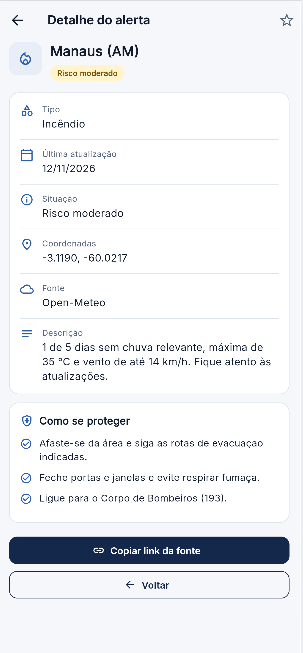 Detalhe do alerta
Manaus (AM)
Risco moderado
Tipo
Incêndio
Última atualização
12/11/2026
Situação
Risco moderado
Coordenadas
-3.1190, -60.0217
Fonte
Open-Meteo
Descrição
1 de 5 dias sem chuva relevante, máxima de
35 °C e vento de até 14 km/h. Fique atento às
atualizações.
Como se proteger
Afaste-se da área e siga as rotas de evacuação
indicadas.
Feche portas e janelas e evite respirar fumaça.
Ligue para o Corpo de Bombeiros (193).
Copiar link da fonte
Voltar